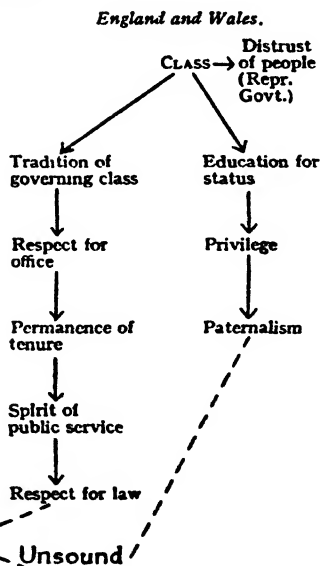 England and Wales.
CLASS → Distrust
of people
(Repr.
Govt.)
Tradition of
governing class
Education for
status
Respect for
office
Privilege
Permanence of
tenure
Paternalism
Spirit of
public service
Respect for law
Unsound